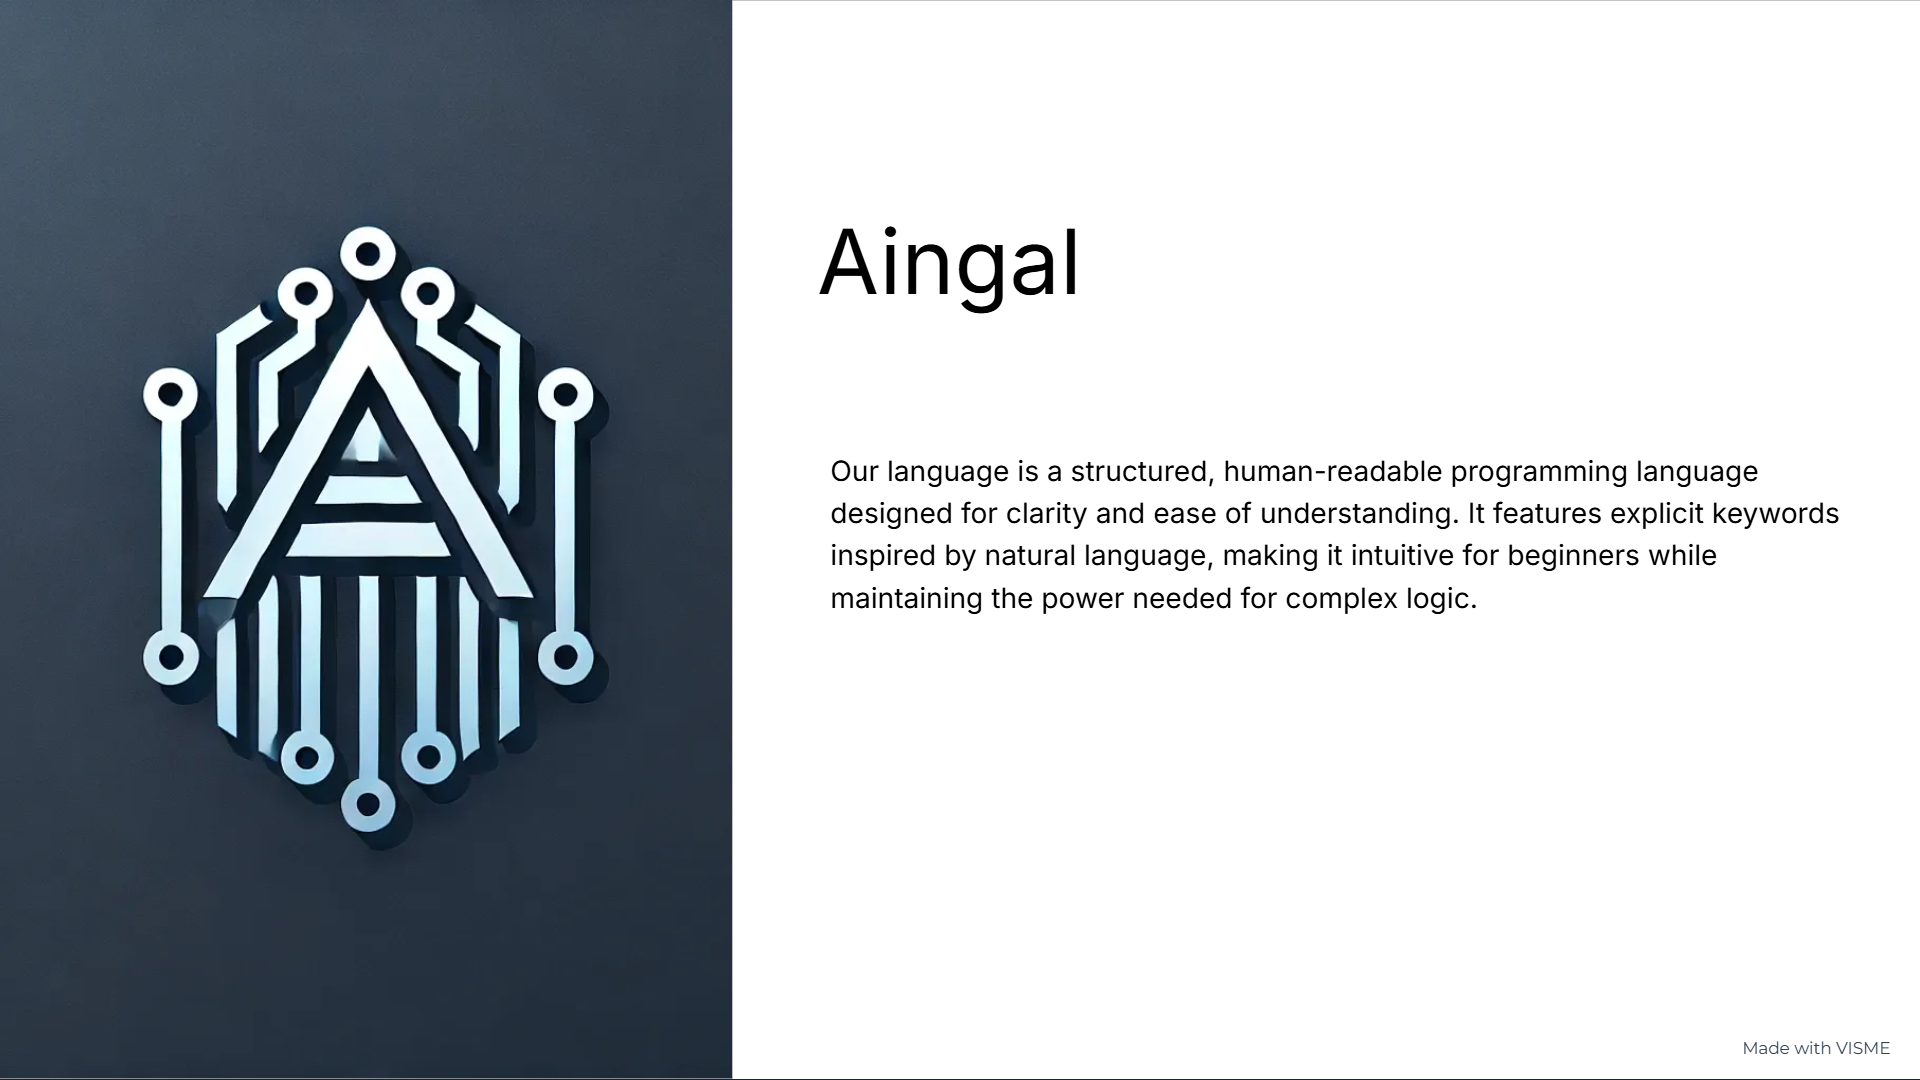 Aingal
Our language is a structured, human-readable programming language
designed for clarity and ease of understanding. It features explicit keywords
inspired by natural language, making it intuitive for beginners while
maintaining the power needed for complex logic.
Made with VISME